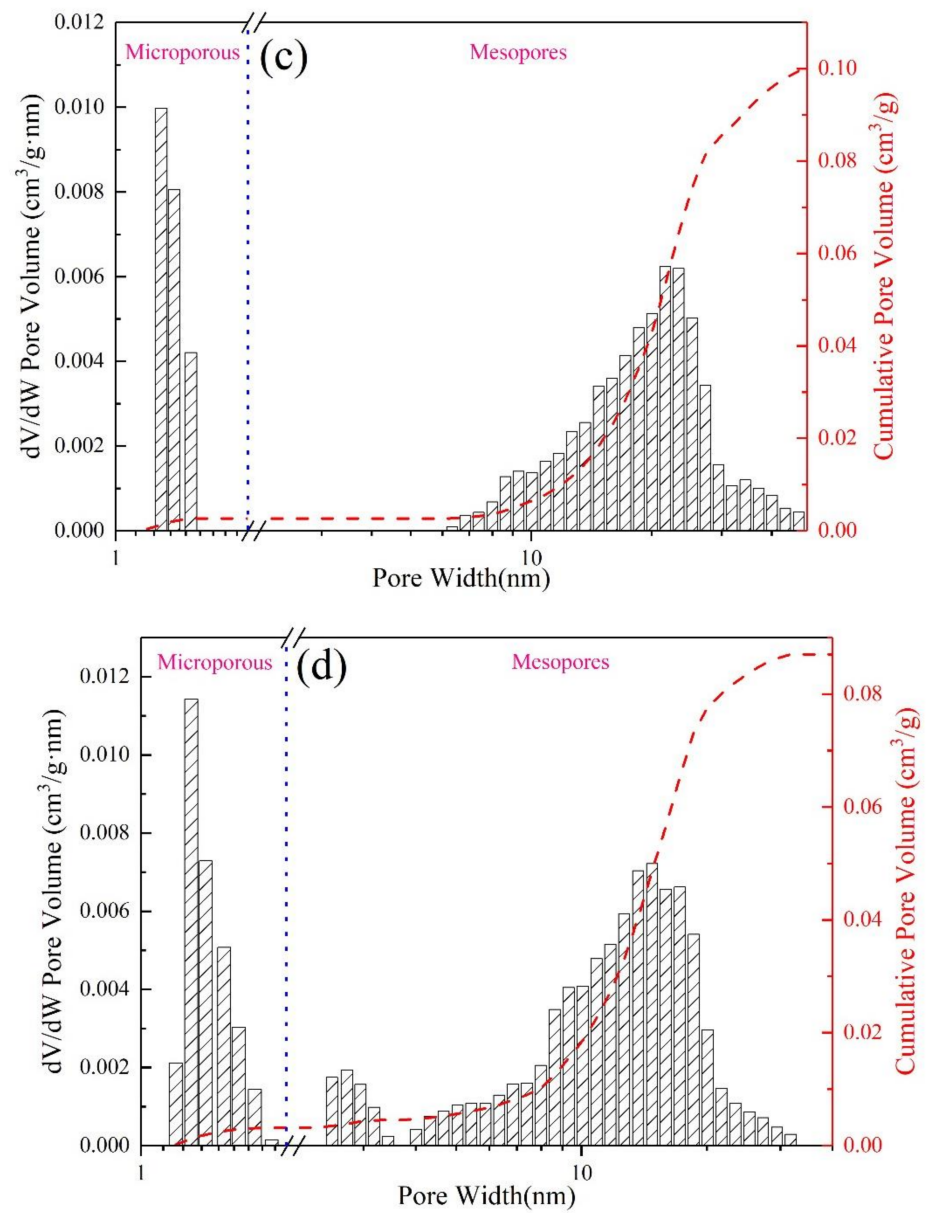 Microporous
(c)
Mesopores
0.012
0.010
0.008
0.006
0.004
0.002
0.000
dV/dW Pore Volume (cm³/g·nm)
0.10
0.08
0.06
0.04
0.02
0.00
Cumulative Pore Volume (cm³/g)
1
10
Pore Width(nm)
Microporous
(d)
Mesopores
0.012
0.010
0.008
0.006
0.004
0.002
0.000
dV/dW Pore Volume (cm³/g·nm)
0.08
0.06
0.04
0.02
0.00
Cumulative Pore Volume (cm³/g)
1
10
Pore Width(nm)